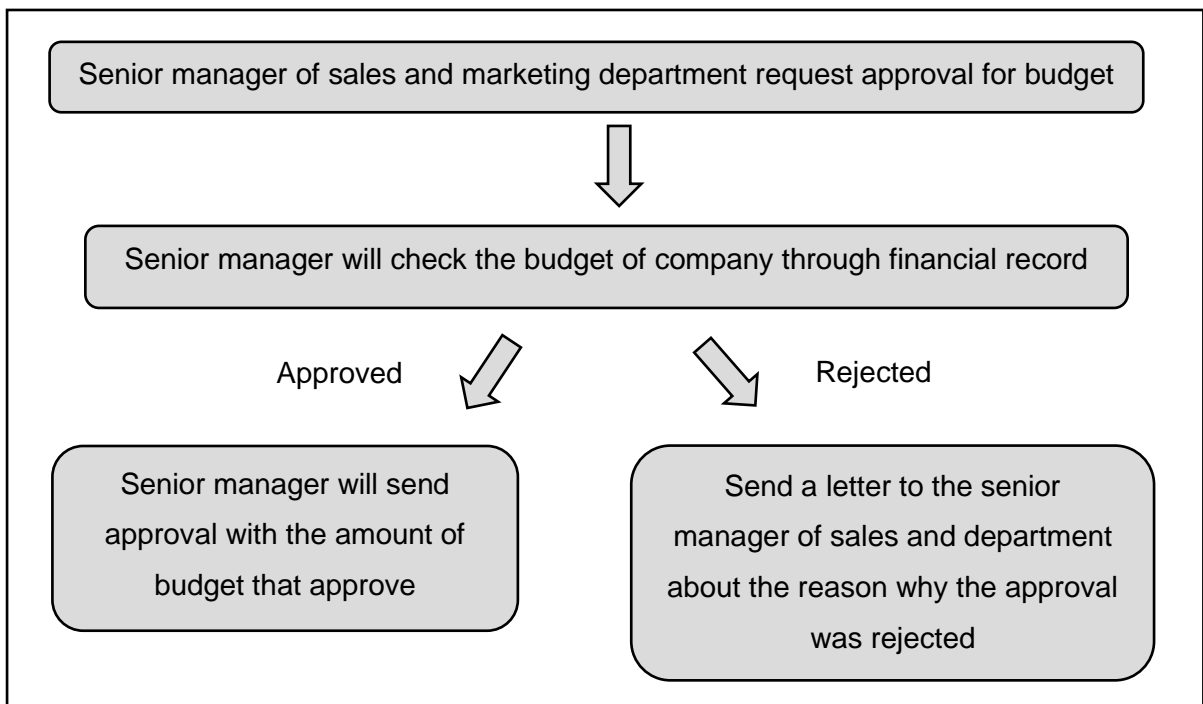 Senior manager of sales and marketing department request approval for budget
Senior manager will check the budget of company through financial record
Approved
Rejected
Senior manager will send
approval with the amount of
budget that approve
Send a letter to the senior
manager of sales and department
about the reason why the approval
was rejected